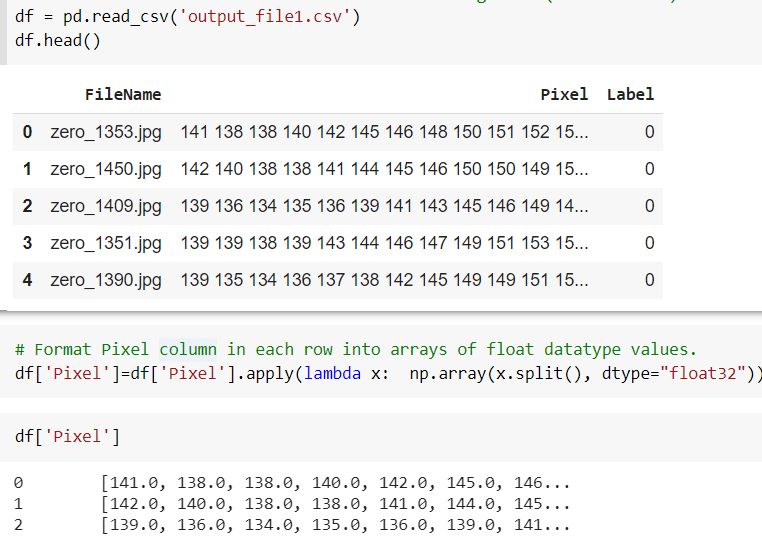 df = pd.read_csv('output_file1.csv')
df.head()
FileName Pixel Label
0 zero_1353.jpg 141 138 138 140 142 145 146 148 150 151 152 15... 0
1 zero_1450.jpg 142 140 138 138 141 144 145 146 150 150 149 15... 0
2 zero_1409.jpg 139 136 134 135 136 139 141 143 145 146 149 14... 0
3 zero_1351.jpg 139 139 138 139 143 144 146 147 149 151 153 15... 0
4 zero_1390.jpg 139 135 134 136 137 138 142 145 149 149 151 15... 0
# Format Pixel column in each row into arrays of float datatype values.
df['Pixel']=df['Pixel'].apply(lambda x:  np.array(x.split(), dtype="float32"))
df['Pixel']
0 [141.0, 138.0, 138.0, 140.0, 142.0, 145.0, 146...
1 [142.0, 140.0, 138.0, 138.0, 141.0, 144.0, 145...
2 [139.0, 136.0, 134.0, 135.0, 136.0, 139.0, 141...